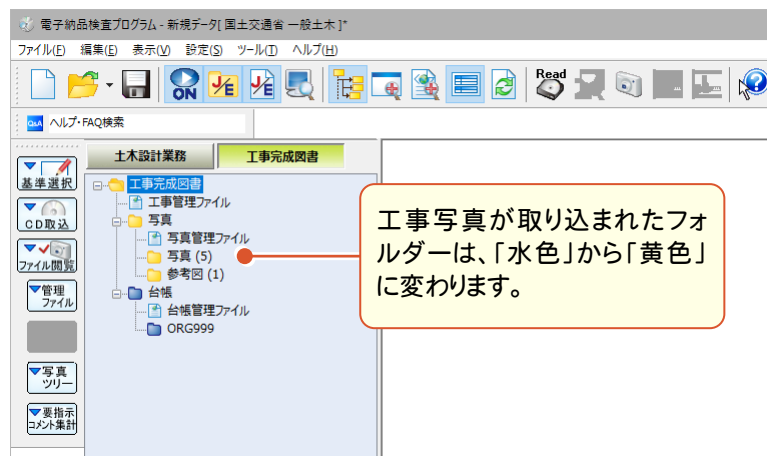 電子納品検査プログラム - 新規データ[ 国土交通省 一般土木 ]*
ファイル(F) 編集(E) 表示(V) 設定(S) ツール(T) ヘルプ(H)
ON J/E J/E Read
Q&A ヘルプ・FAQ検索
基準選択
CD取込
ファイル閲覧
管理
ファイル
写真
ツリー
要指示
コメント集計
土木設計業務 工事完成図書
工事完成図書
工事管理ファイル
写真
写真管理ファイル
写真 (5)
参考図 (1)
台帳
台帳管理ファイル
ORG999
工事写真が取り込まれたフォ
ルダーは、「水色」から「黄色」
に変わります。